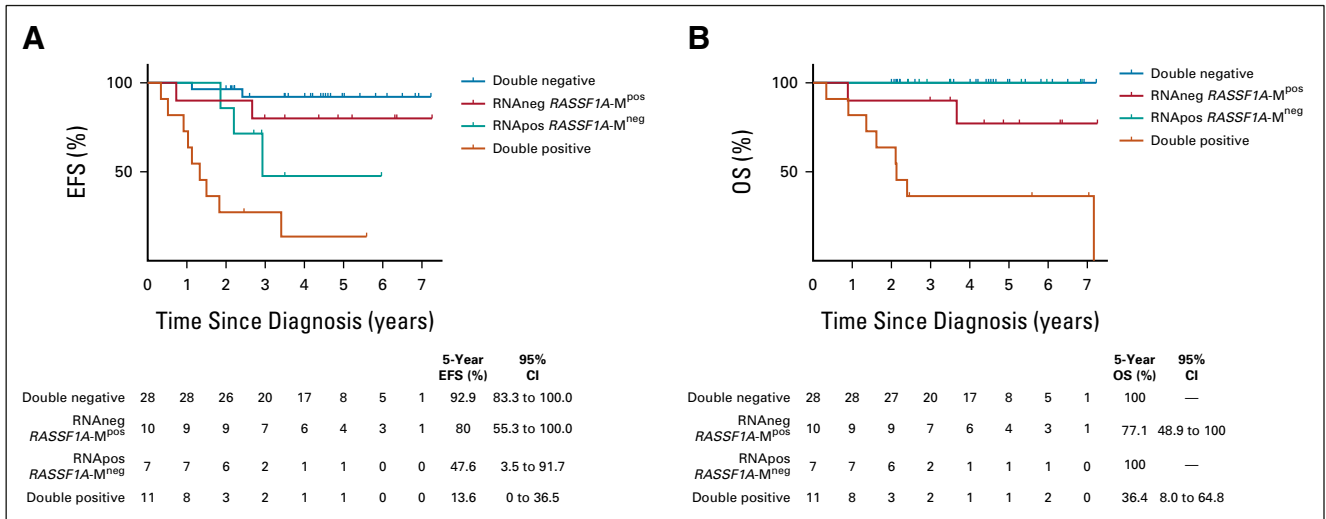 A
100
50
EFS (%)
0 1 2 3 4 5 6 7
Time Since Diagnosis (years)
Double negative
RNAneg RASSF1A-Mpos
RNApos RASSF1A-Mneg
Double positive
5-Year EFS (%) 95% CI
Double negative 28 28 26 20 17 8 5 1 92.9 83.3 to 100.0
RNAneg
RASSF1A-Mpos 10 9 9 7 6 4 3 1 80 55.3 to 100.0
RNApos
RASSF1A-Mneg 7 7 6 2 1 1 0 0 47.6 3.5 to 91.7
Double positive 11 8 3 2 1 1 0 0 13.6 0 to 36.5
B
100
50
OS (%)
0 1 2 3 4 5 6 7
Time Since Diagnosis (years)
Double negative
RNAneg RASSF1A-Mpos
RNApos RASSF1A-Mneg
Double positive
5-Year OS (%) 95% CI
Double negative 28 28 27 20 17 8 5 1 100 —
RNAneg
RASSF1A-Mpos 10 9 9 7 6 4 3 1 77.1 48.9 to 100
RNApos
RASSF1A-Mneg 7 7 6 2 1 1 1 0 100 —
Double positive 11 8 3 2 1 1 2 0 36.4 8.0 to 64.8